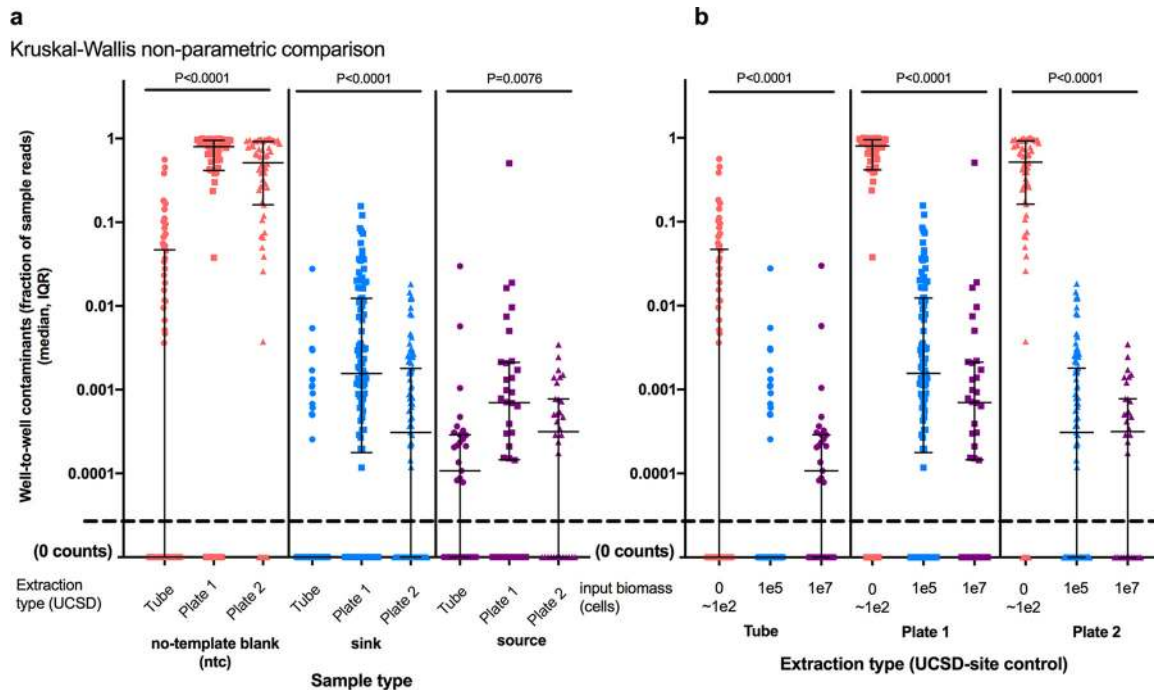 a
b
Kruskal-Wallis non-parametric comparison
P<0.0001
P<0.0001
P=0.0076
P<0.0001
P<0.0001
P<0.0001
Well-to-well contaminants (fraction of sample reads)
(median, IQR)
1
0.1
0.01
0.001
0.0001
(0 counts)
1
0.1
0.01
0.001
0.0001
(0 counts)
Extraction
type (UCSD)
Tube
Plate 1
Plate 2
Tube
Plate 1
Plate 2
Tube
Plate 1
Plate 2
no-template blank
(ntc)
sink
source
Sample type
input biomass
(cells)
0
~1e2
1e5
1e7
0
~1e2
1e5
1e7
0
~1e2
1e5
1e7
Tube
Plate 1
Plate 2
Extraction type (UCSD-site control)